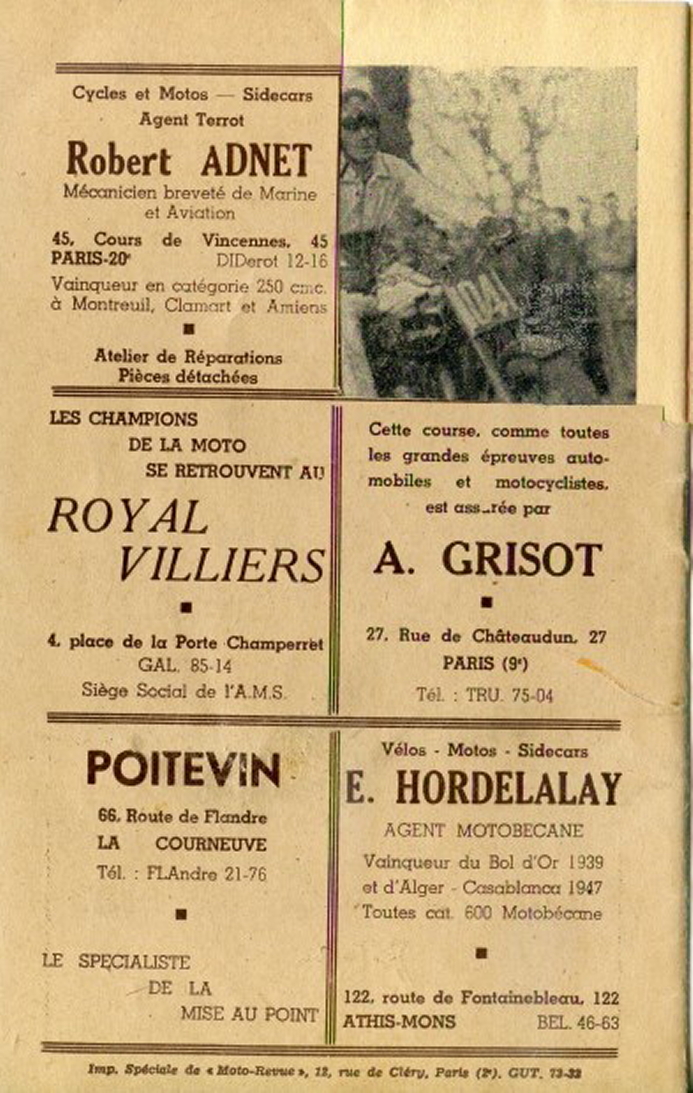 Cycles et Motos — Sidecars
Agent Terrot
Robert ADNET
Mécanicien breveté de Marine
et Aviation
45, Cours de Vincennes, 45
PARIS-20e DIDerot 12-16
Vainqueur en catégorie 250 cmc.
à Montreuil, Clamart et Amiens
Atelier de Réparations
Pièces détachées
LES CHAMPIONS
DE LA MOTO
SE RETROUVENT AU
ROYAL
VILLIERS
4, place de la Porte Champerret
GAL. 85-14
Siège Social de l'A.M.S.
Cette course, comme toutes
les grandes épreuves auto-
mobiles et motocyclistes,
est ass..rée par
A. GRISOT
27, Rue de Châteaudun, 27
PARIS (9e)
Tél. : TRU. 75-04
POITEVIN
66, Route de Flandre
LA COURNEUVE
Tél. : FLAndre 21-76
LE SPECIALISTE
DE LA
MISE AU POINT
Vélos - Motos - Sidecars
E. HORDELALAY
AGENT MOTOBECANE
Vainqueur du Bol d'Or 1939
et d'Alger - Casablanca 1947
Toutes cat. 600 Motobécane
122, route de Fontainebleau, 122
ATHIS-MONS BEL. 46-63
Imp. Spéciale de « Moto-Revue », 12, rue de Cléry, Paris (2e). GUT. 73-32